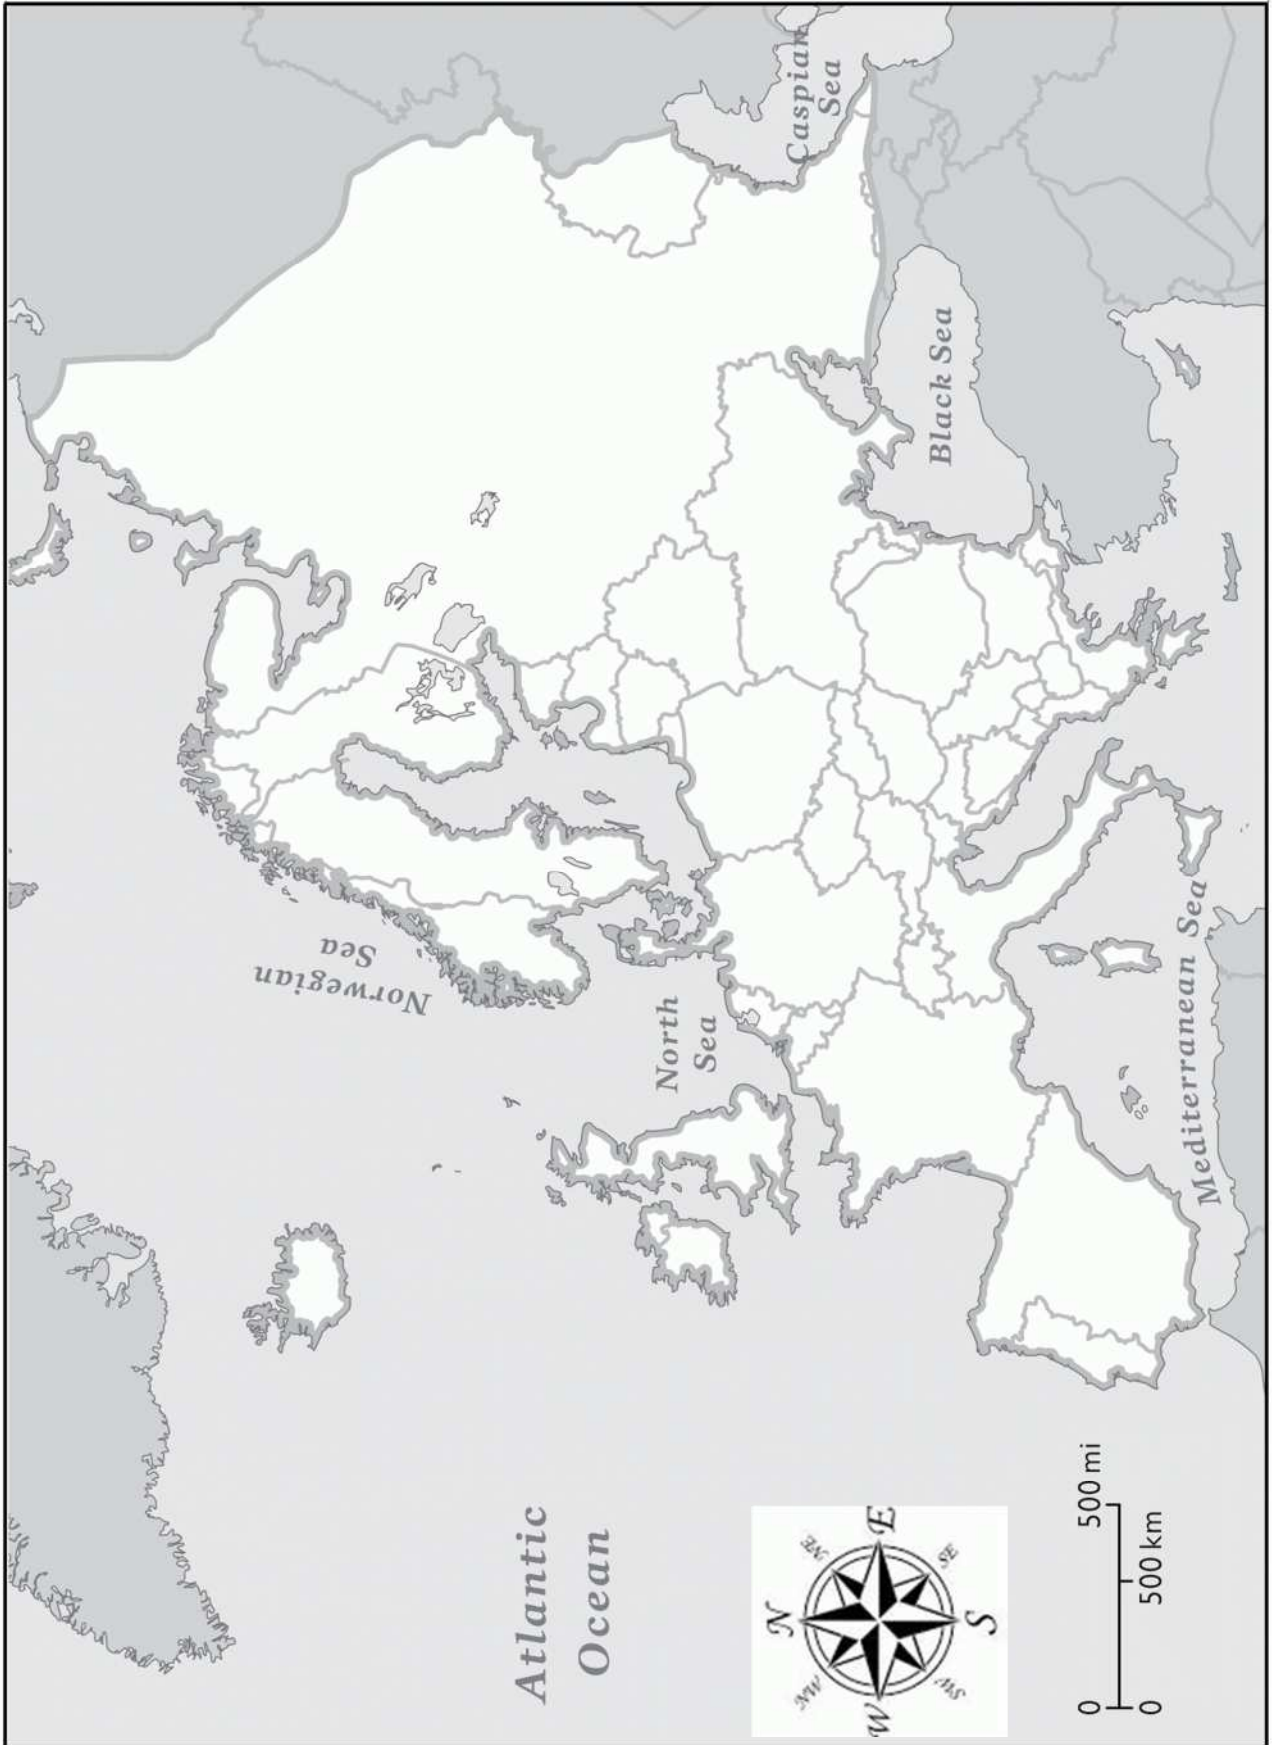 Norwegian
Sea
Atlantic
Ocean
North
Sea
Caspian
Sea
Black Sea
Mediterranean Sea
N
NE
E
SE
S
SW
W
NW
0 500 mi
0 500 km